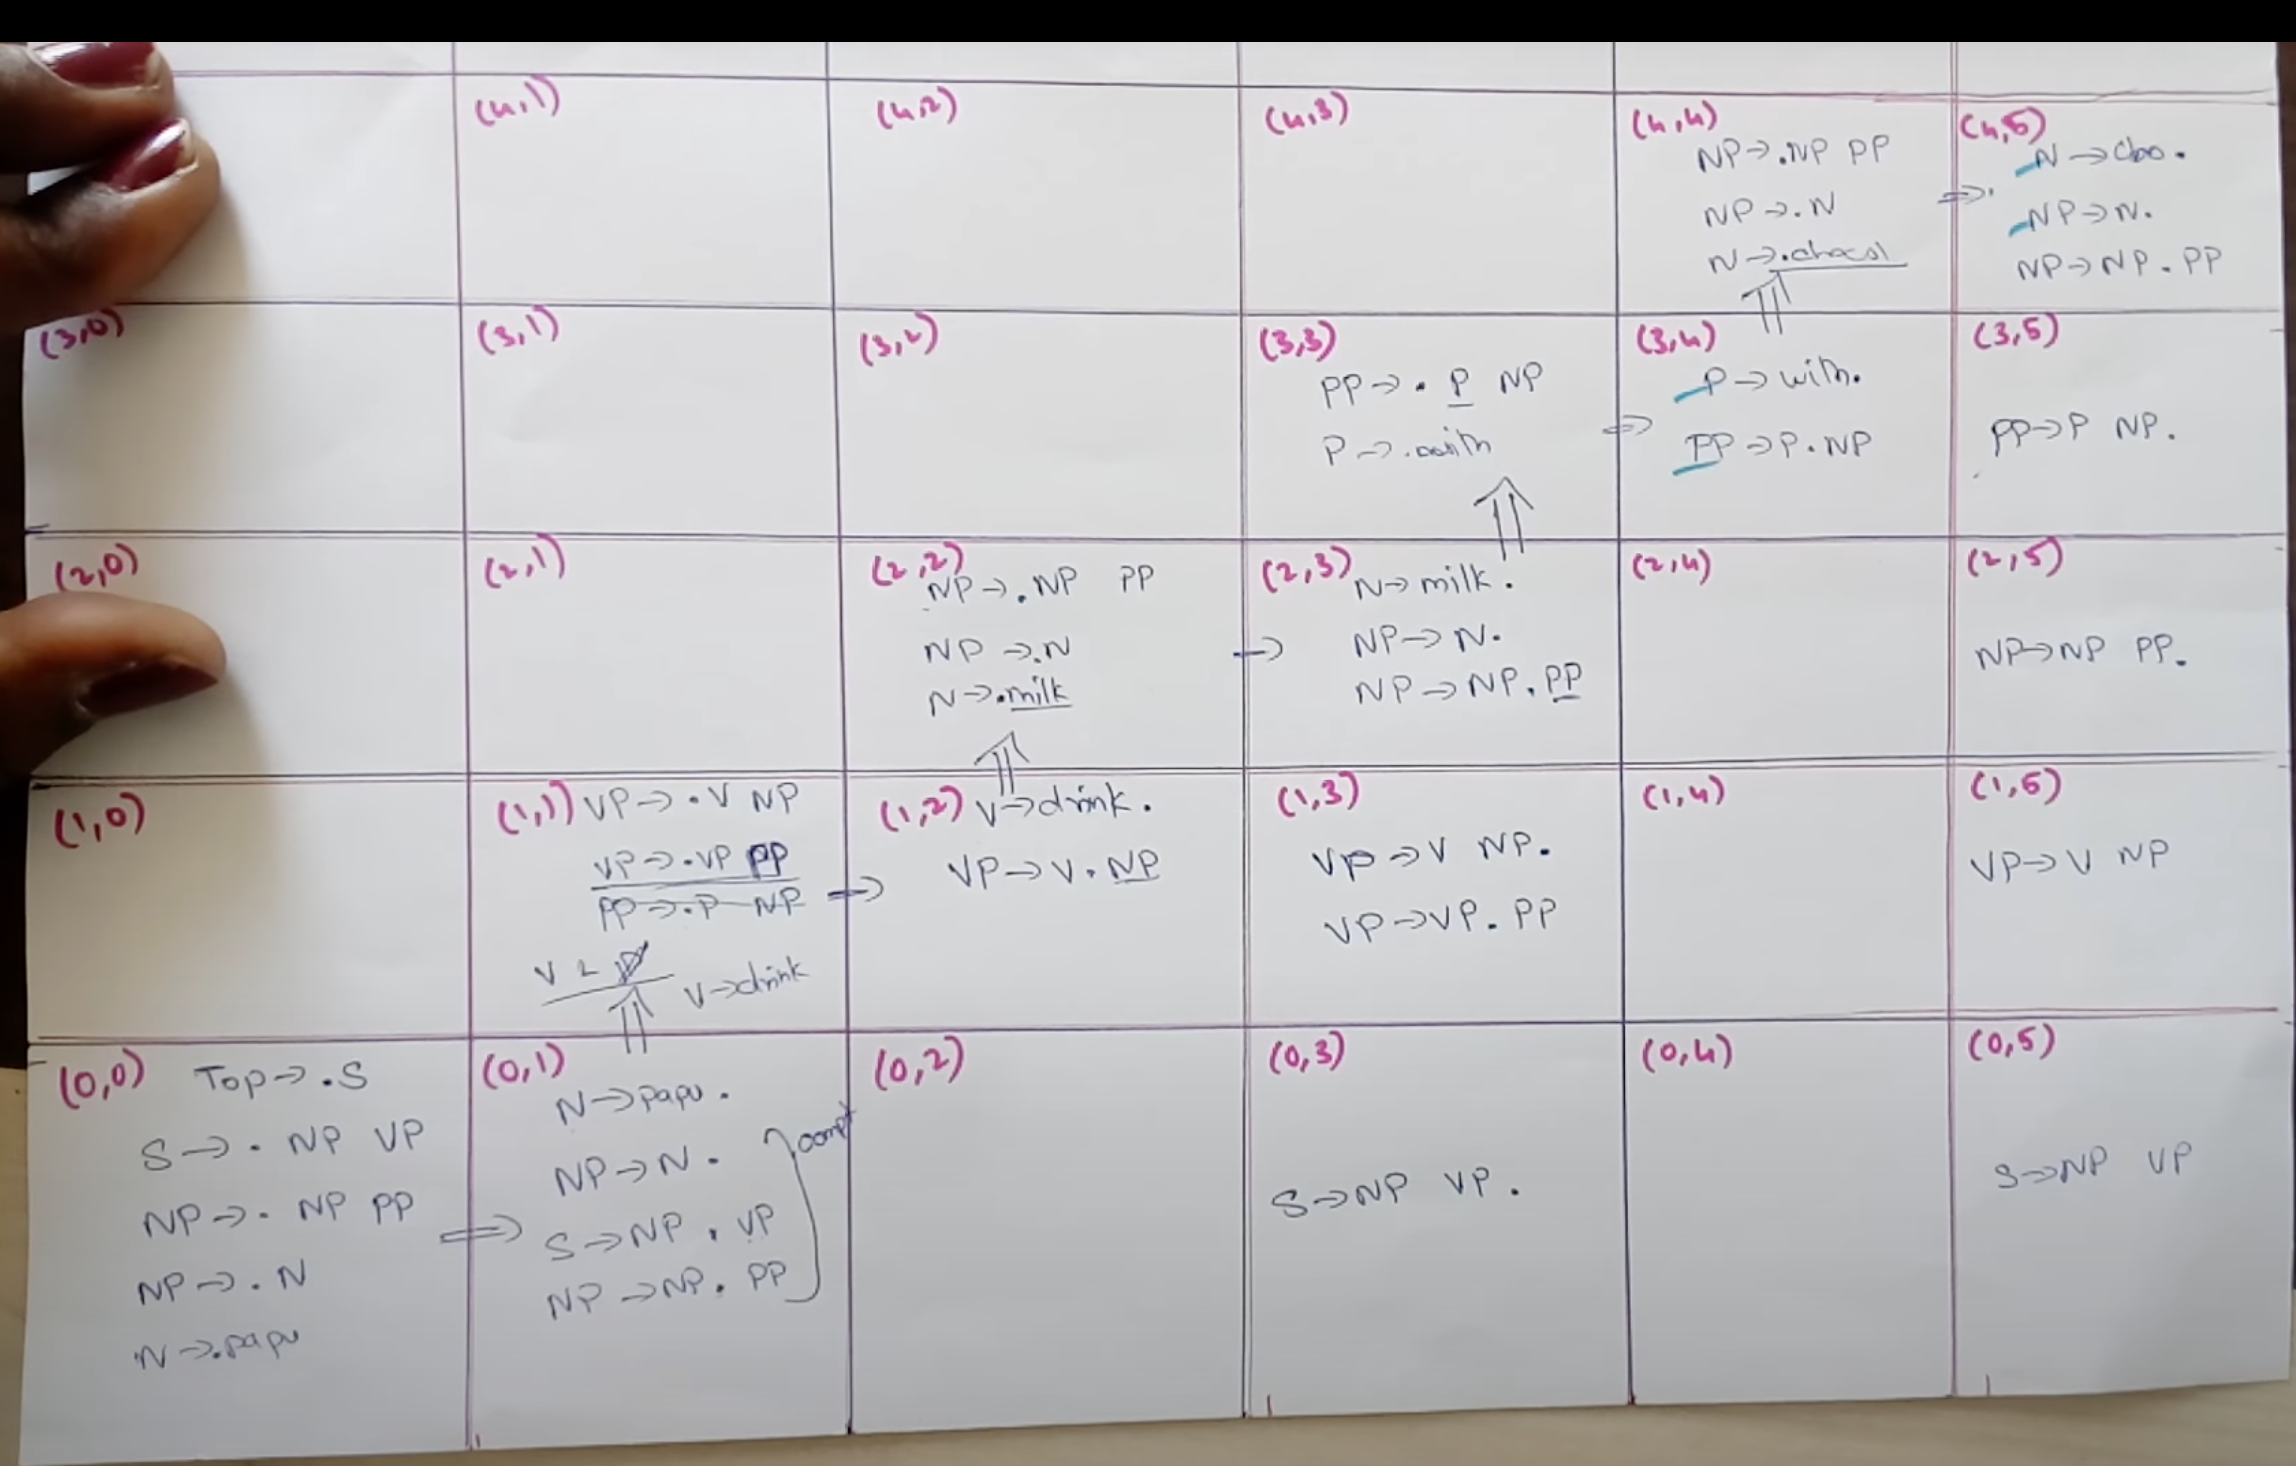 (4,1)
(4,2)
(4,3)
(4,4)
NP→.NP PP
NP→.N
N→.chocol
(4,5)
N→cho.
NP→N.
NP→NP.PP
(3,0)
(3,1)
(3,2)
(3,3)
PP→.P NP
P→.with
(3,4)
P→with.
PP→P.NP
(3,5)
PP→P NP.
(2,0)
(2,1)
(2,2)
NP→.NP PP
NP→.N
N→.milk
(2,3) N→milk.
NP→N.
NP→NP.PP
(2,4)
(2,5)
NP→NP PP.
(1,0)
(1,1) VP→.V NP
VP→.VP PP
PP→.P NP
V→drink
(1,2) V→drink.
VP→V.NP
(1,3)
VP→V NP.
VP→VP.PP
(1,4)
(1,5)
VP→V NP
(0,0) Top→.S
S→.NP VP
NP→.NP PP
NP→.N
N→.papu
(0,1)
N→papu.
NP→N.
S→NP.VP
NP→NP.PP
(0,2)
(0,3)
S→NP VP.
(0,4)
(0,5)
S→NP VP